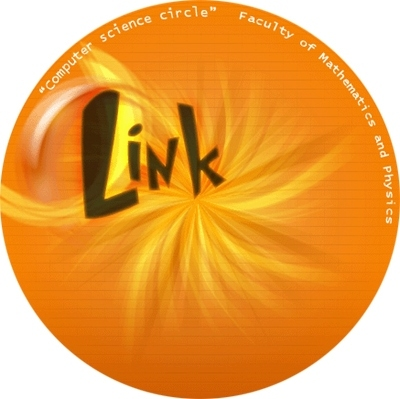 "Computer science circle" Faculty of Mathematics and Physics
Link